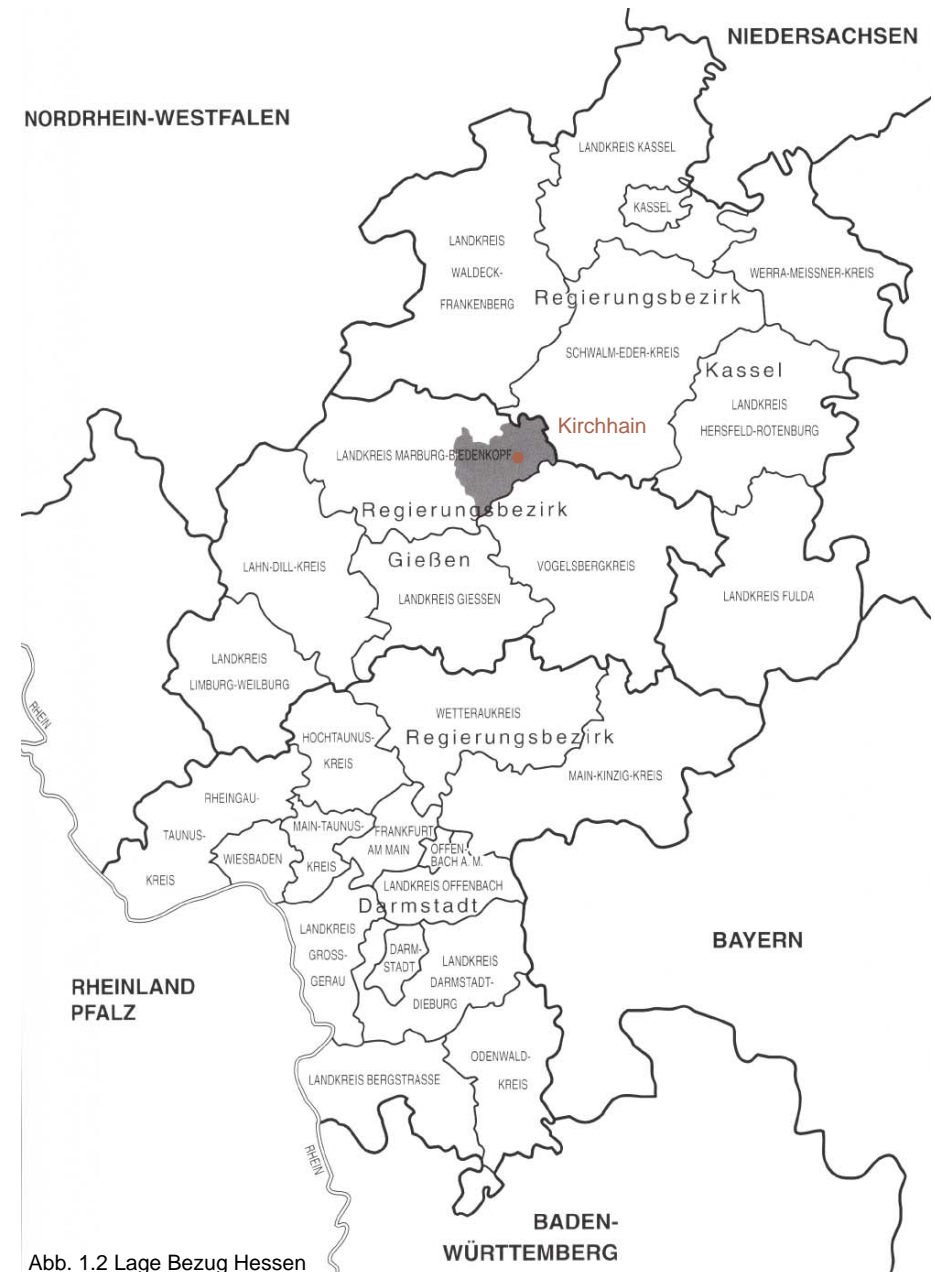 NIEDERSACHSEN
NORDRHEIN-WESTFALEN
LANDKREIS KASSEL
KASSEL
LANDKREIS
WALDECK-
FRANKENBERG
WERRA-MEISSNER-KREIS
Regierungsbezirk
SCHWALM-EDER-KREIS
Kassel
LANDKREIS
HERSFELD-ROTENBURG
Kirchhain
LANDKREIS MARBURG-BIEDENKOPF
Regierungsbezirk
Gießen
LAHN-DILL-KREIS
VOGELSBERGKREIS
LANDKREIS GIESSEN
LANDKREIS FULDA
LANDKREIS
LIMBURG-WEILBURG
RHEIN
WETTERAUKREIS
HOCHTAUNUS-
KREIS
Regierungsbezirk
MAIN-KINZIG-KREIS
RHEINGAU-
TAUNUS-
KREIS
WIESBADEN
MAIN-TAUNUS-
KREIS
FRANKFURT
AM MAIN
OFFEN-
BACH A. M.
LANDKREIS OFFENBACH
Darmstadt
LANDKREIS
GROSS-
GERAU
DARM-
STADT
LANDKREIS
DARMSTADT-
DIEBURG
BAYERN
RHEINLAND
PFALZ
ODENWALD-
KREIS
LANDKREIS BERGSTRASSE
RHEIN
BADEN-
WÜRTTEMBERG
Abb. 1.2 Lage Bezug Hessen